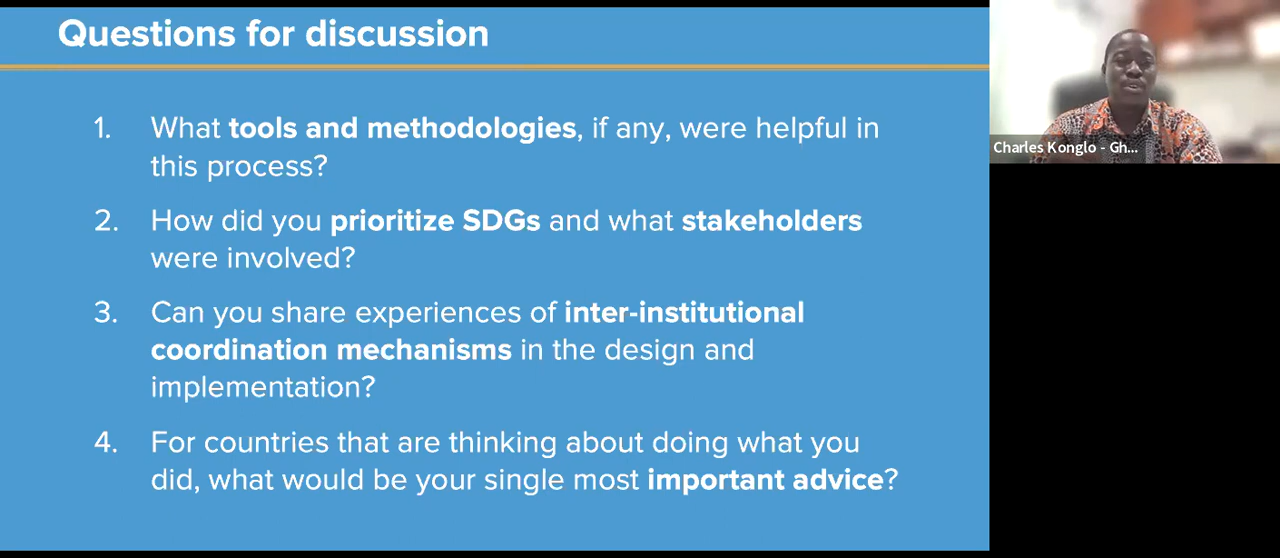 Questions for discussion
1. What tools and methodologies, if any, were helpful in
this process?
2. How did you prioritize SDGs and what stakeholders
were involved?
3. Can you share experiences of inter-institutional
coordination mechanisms in the design and
implementation?
4. For countries that are thinking about doing what you
did, what would be your single most important advice?
Charles Konglo - Gh...